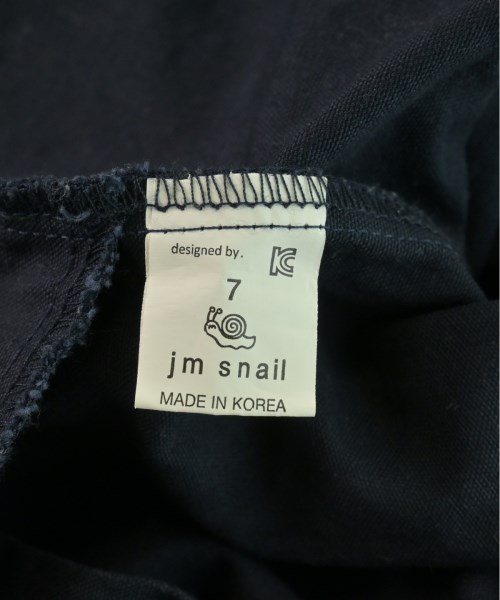 designed by.
KC
7
jm snail
MADE IN KOREA